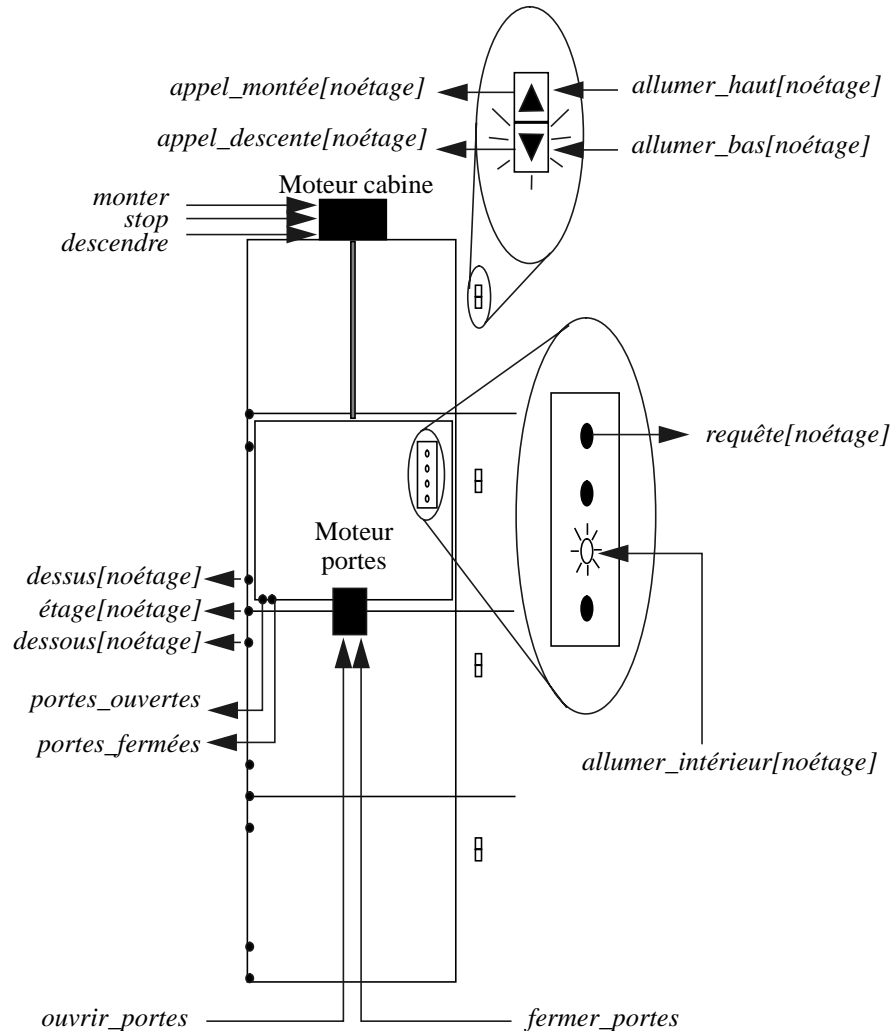 appel_montée[noétage]
allumer_haut[noétage]
appel_descente[noétage]
allumer_bas[noétage]
Moteur cabine
monter
stop
descendre
requête[noétage]
Moteur
portes
dessus[noétage]
étage[noétage]
dessous[noétage]
portes_ouvertes
portes_fermées
allumer_intérieur[noétage]
ouvrir_portes
fermer_portes